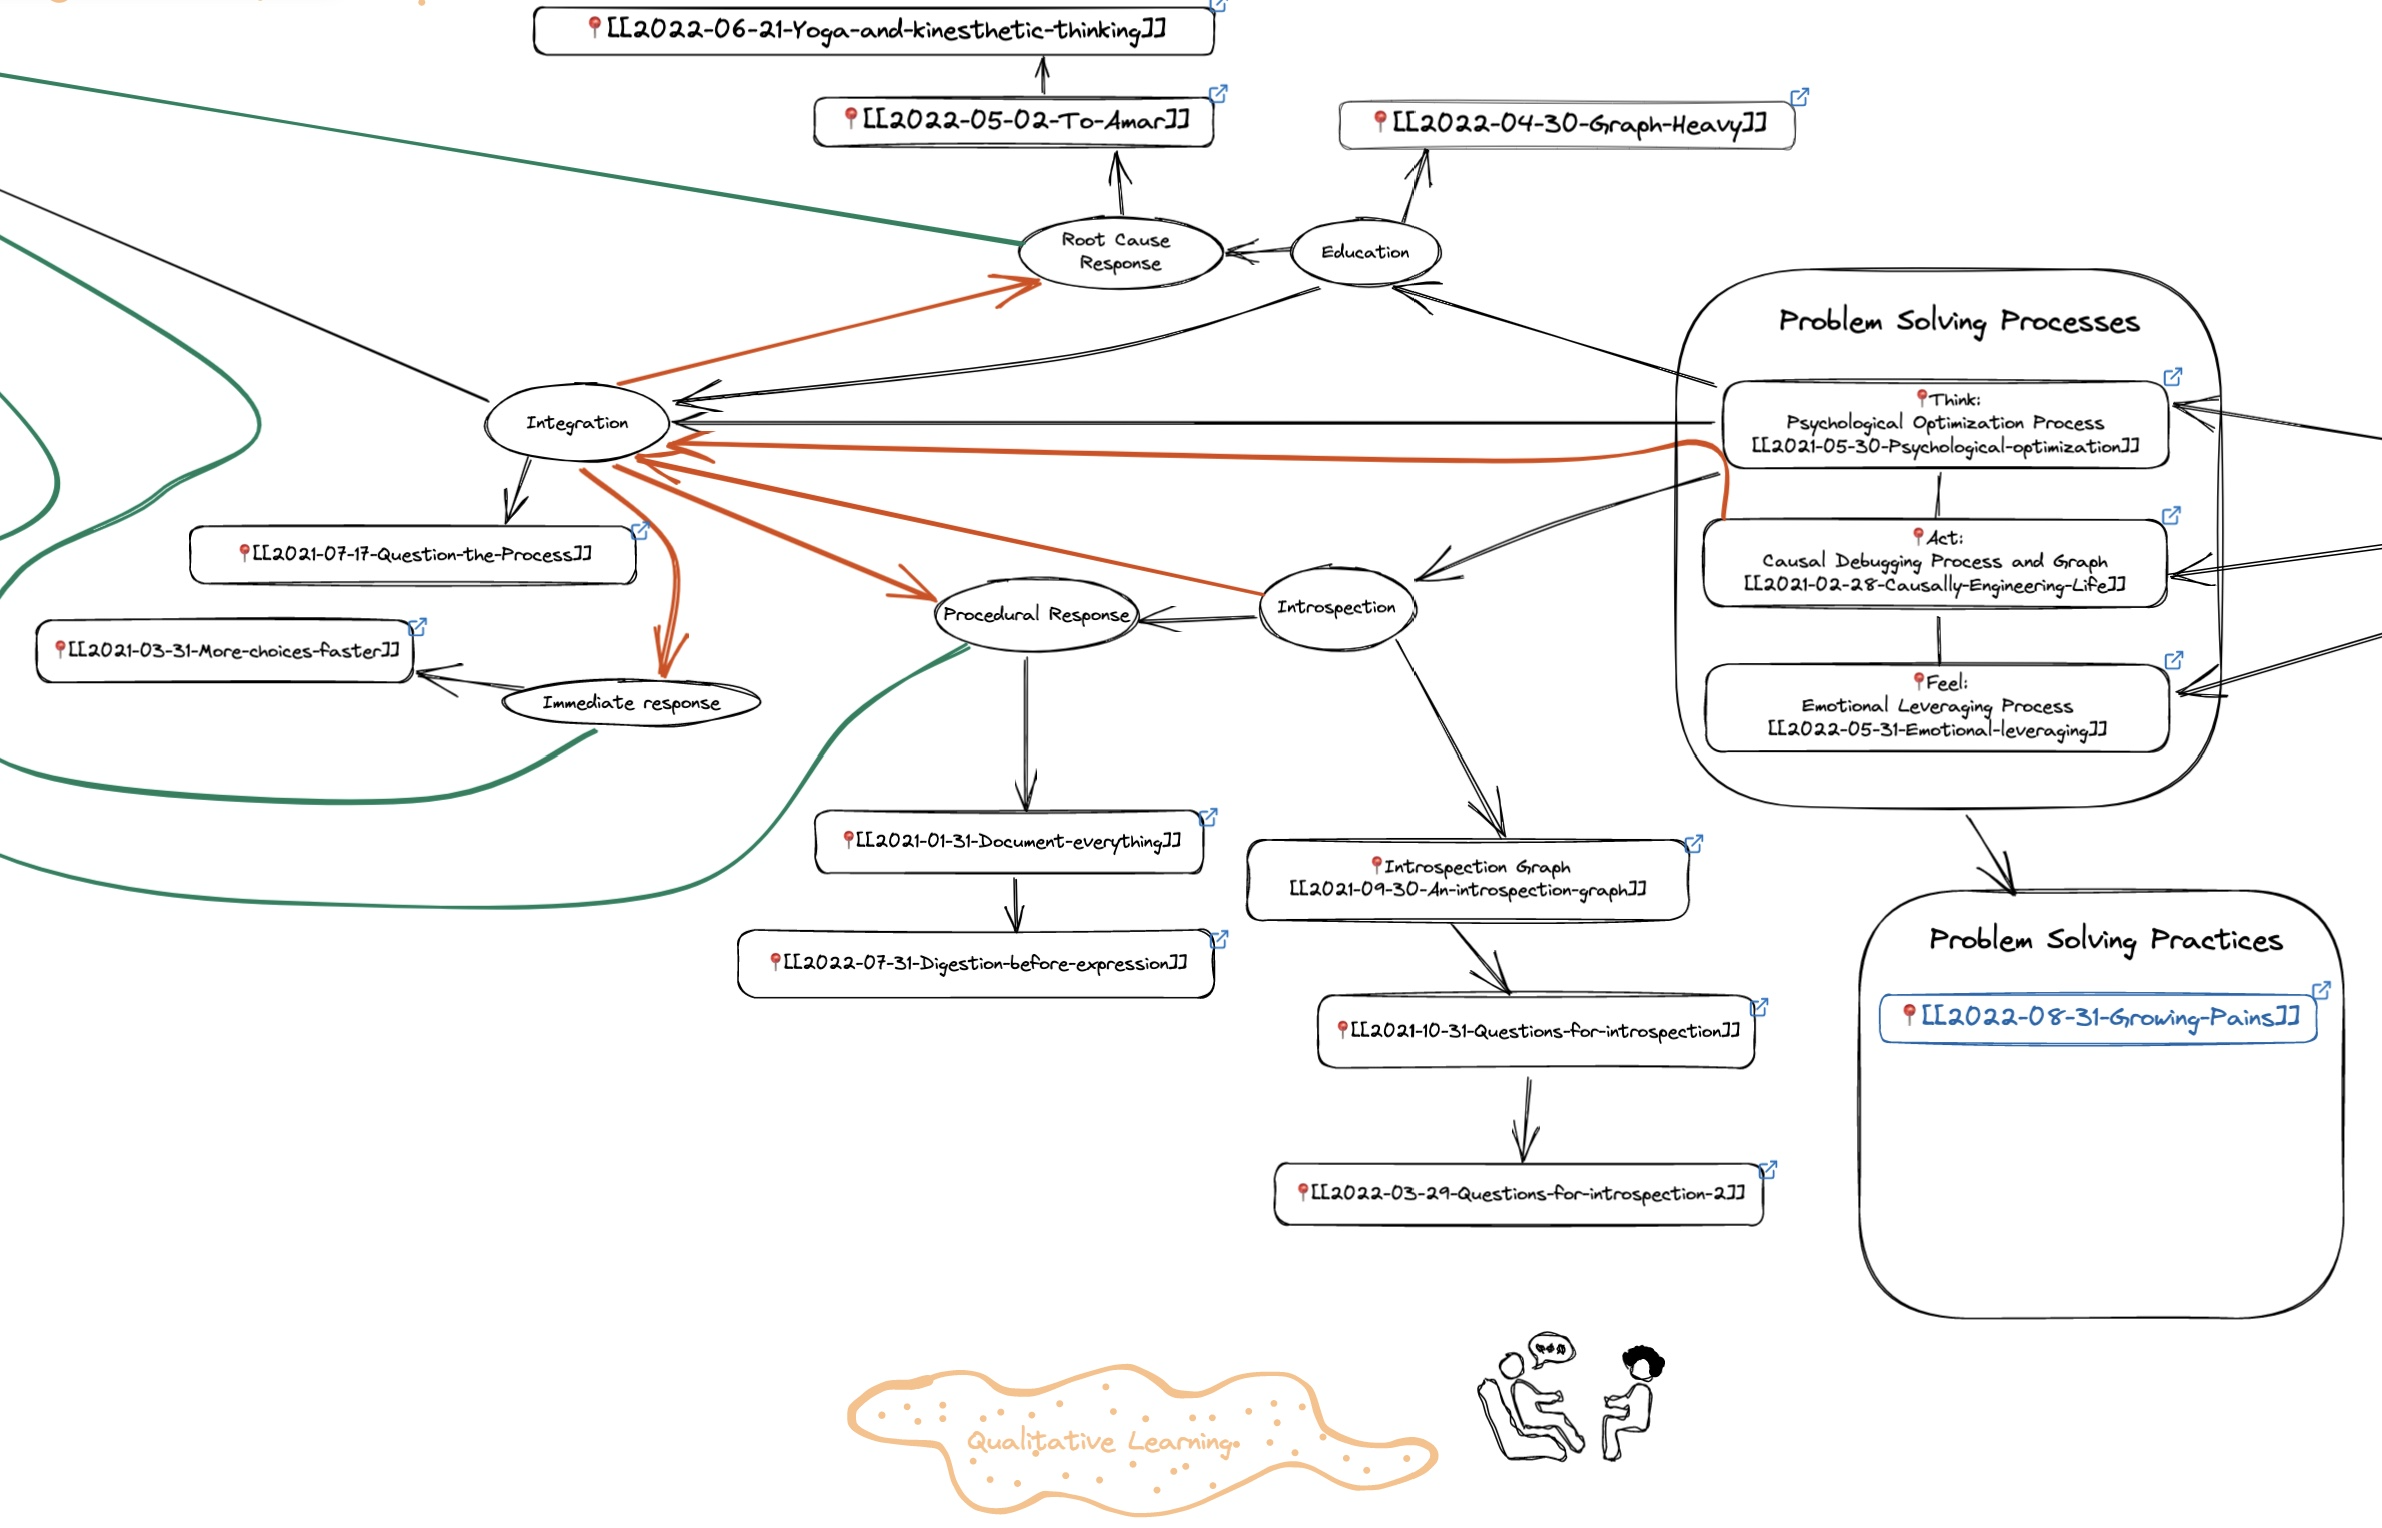 📍[[2022-06-21-Yoga-and-kinesthetic-thinking]]
📍[[2022-05-02-To-Amar]]
📍[[2022-04-30-Graph-Heavy]]
Root Cause
Response
Education
Problem Solving Processes
📍Think:
Psychological Optimization Process
[[2021-05-30-Psychological-optimization]]
Integration
📍[[2021-07-17-Question-the-Process]]
📍Act:
Causal Debugging Process and Graph
[[2021-02-28-Causally-Engineering-Life]]
Procedural Response
Introspection
📍[[2021-03-31-More-choices-faster]]
Immediate response
📍Feel:
Emotional Leveraging Process
[[2022-05-31-Emotional-leveraging]]
📍[[2021-01-31-Document-everything]]
📍Introspection Graph
[[2021-09-30-An-introspection-graph]]
📍[[2022-07-31-Digestion-before-expression]]
Problem Solving Practices
📍[[2022-08-31-Growing-Pains]]
📍[[2021-10-31-Questions-for-introspection]]
📍[[2022-03-29-Questions-for-introspection-2]]
Qualitative Learning